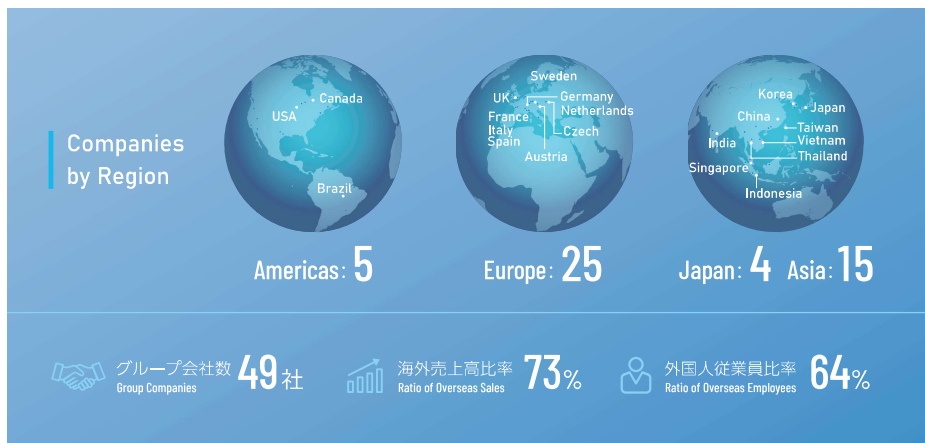 Companies
by Region
Canada
USA
Brazil
Americas: 5
Sweden
UK
Germany
Netherlands
France
Italy
Spain
Czech
Austria
Europe: 25
Korea
Japan
China
Taiwan
India
Vietnam
Thailand
Singapore
Indonesia
Japan: 4 Asia: 15
グループ会社数 49社
Group Companies
海外売上高比率 73%
Ratio of Overseas Sales
外国人従業員比率 64%
Ratio of Overseas Employees